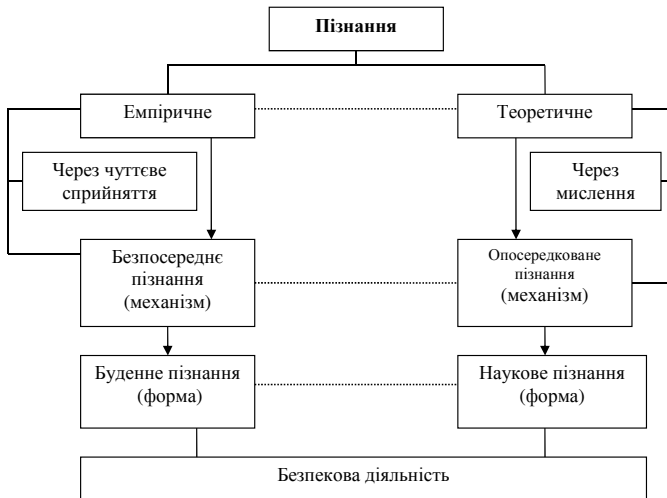 Пізнання
Емпіричне
Теоретичне
Через чуттєве
сприйняття
Через
мислення
Безпосереднє
пізнання
(механізм)
Опосередковане
пізнання
(механізм)
Буденне пізнання
(форма)
Наукове пізнання
(форма)
Безпекова діяльність